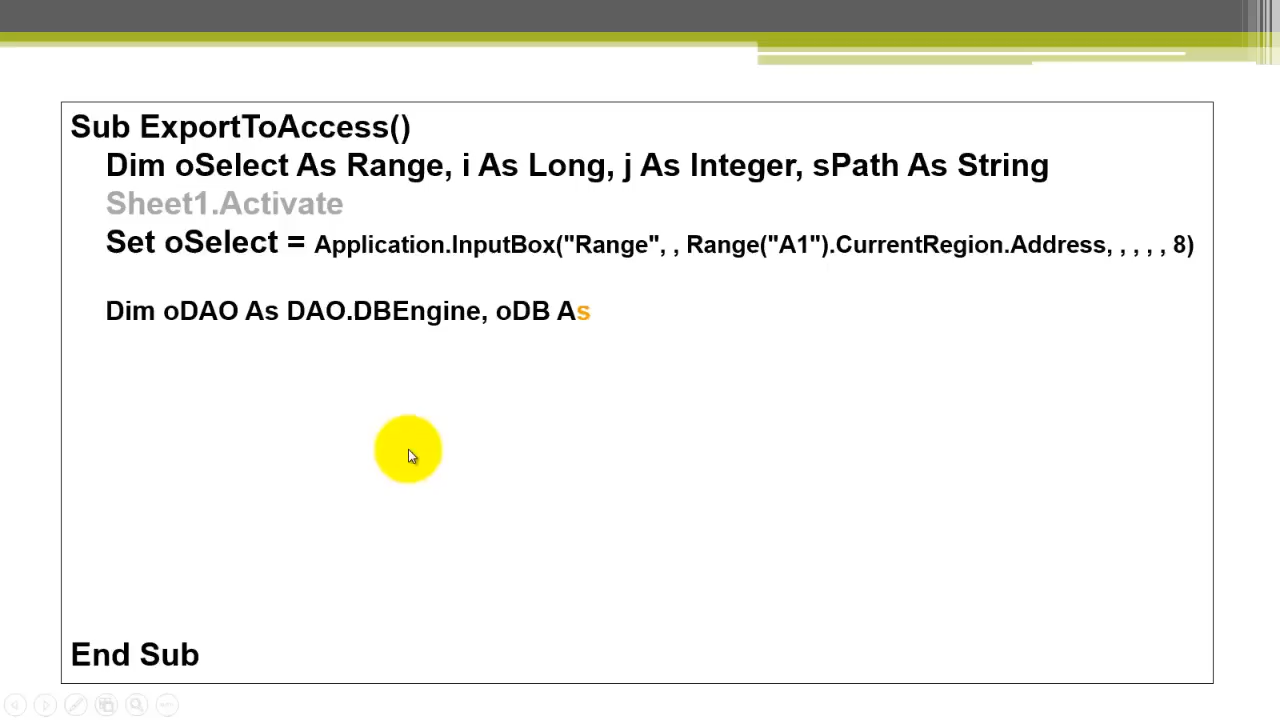 Sub ExportToAccess()
Dim oSelect As Range, i As Long, j As Integer, sPath As String
Sheet1.Activate
Set oSelect = Application.InputBox("Range", , Range("A1").CurrentRegion.Address, , , , , 8)
Dim oDAO As DAO.DBEngine, oDB As
End Sub